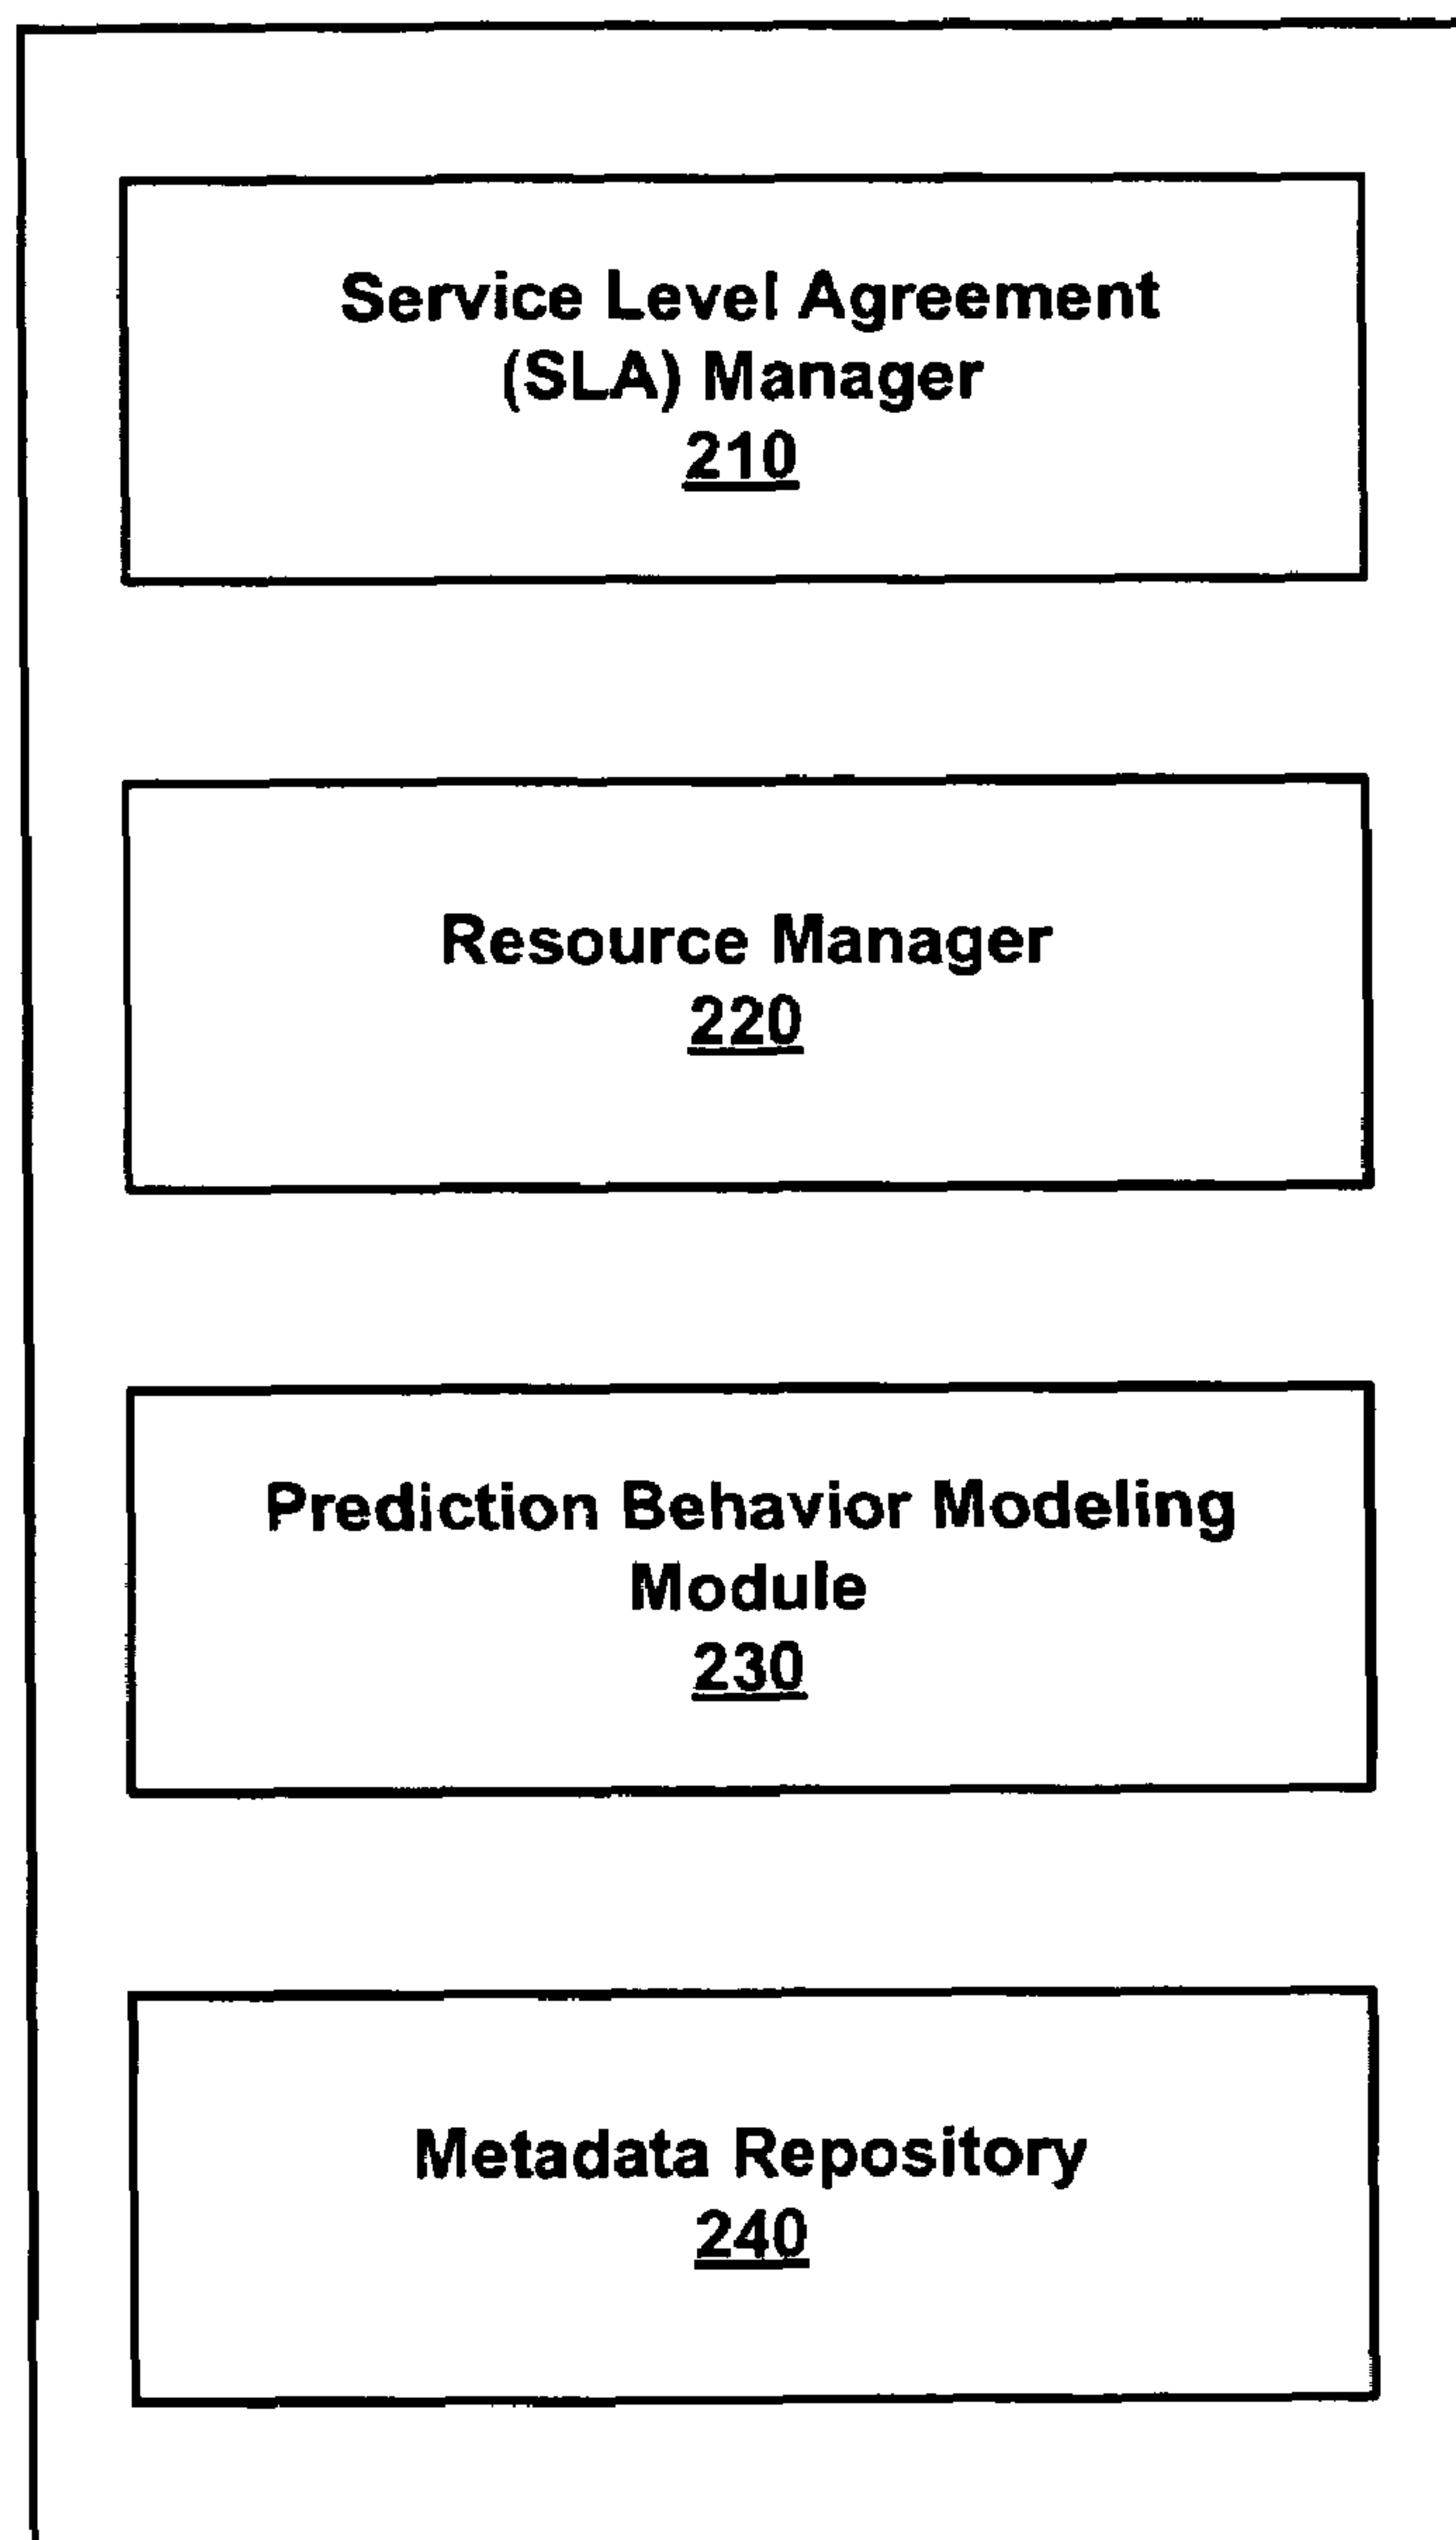 Service Level Agreement
(SLA) Manager
210
Resource Manager
220
Prediction Behavior Modeling
Module
230
Metadata Repository
240